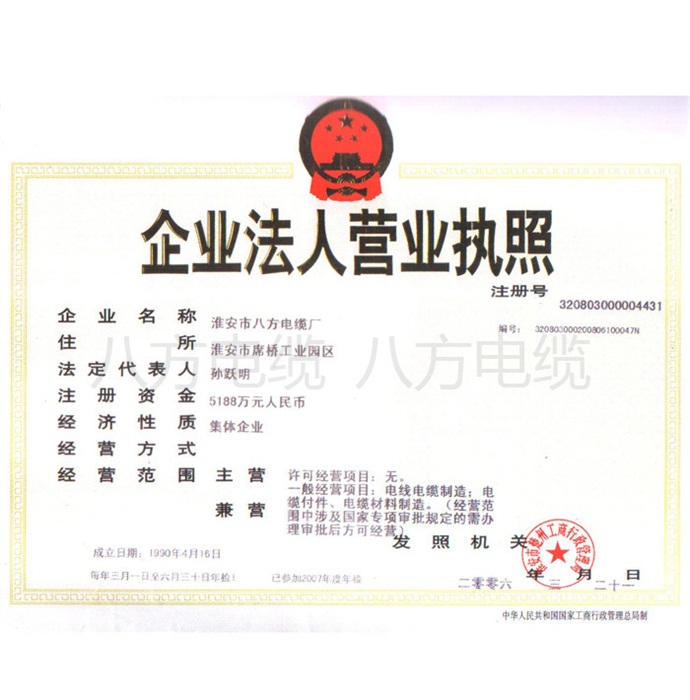 企业法人营业执照
注册号 320803000004431
编号: 320803000200806100047N
企业名称 淮安市八方电缆厂
住所 淮安市席桥工业园区
法定代表人 孙跃明
注册资金 5188万元人民币
经济性质 集体企业
经营方式
经营范围 主营 许可经营项目：无。
一般经营项目：电线电缆制造；电
兼营 缆付件、电缆材料制造。（经营范
围中涉及国家专项审批规定的需办
理审批后方可经营）
发照机关
成立日期：1990年4月16日
每年三月一日至六月三十日年检！ 已参加2007年度年检
二零零六 年 三 月 二十一 日
中华人民共和国国家工商行政管理总局制
八方电缆 八方电缆